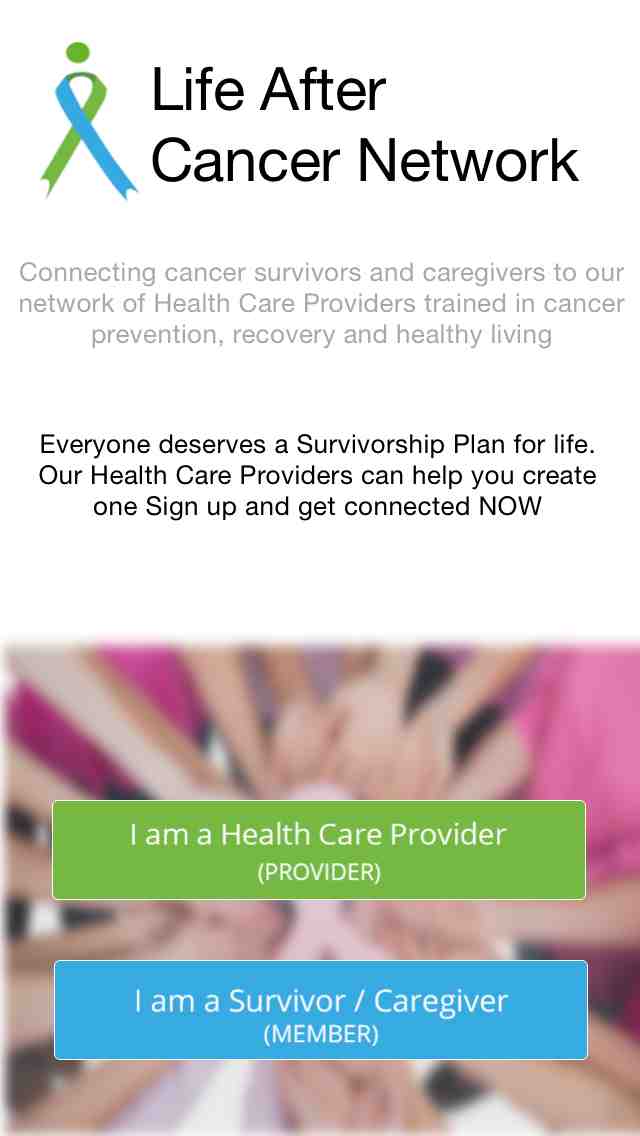 Life After
Cancer Network
Connecting cancer survivors and caregivers to our
network of Health Care Providers trained in cancer
prevention, recovery and healthy living
Everyone deserves a Survivorship Plan for life.
Our Health Care Providers can help you create
one Sign up and get connected NOW
I am a Health Care Provider
(PROVIDER)
I am a Survivor / Caregiver
(MEMBER)